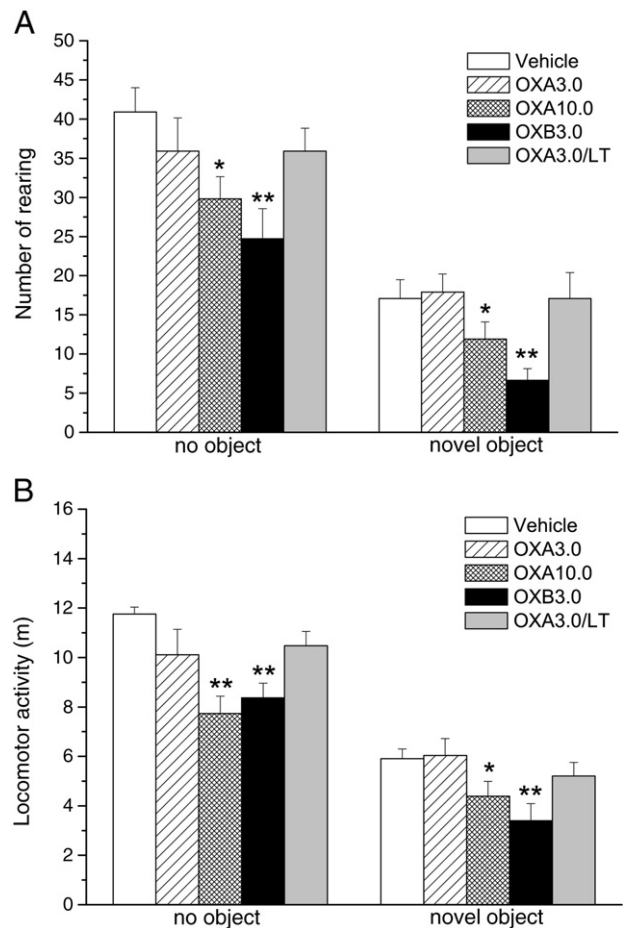 A
50
45
40
35
30
25
20
15
10
5
0
Number of rearing
Vehicle
OXA3.0
OXA10.0
OXB3.0
OXA3.0/LT
*
**
*
**
no object
novel object
B
16
14
12
10
8
6
4
2
0
Locomotor activity (m)
Vehicle
OXA3.0
OXA10.0
OXB3.0
OXA3.0/LT
**
**
*
**
no object
novel object